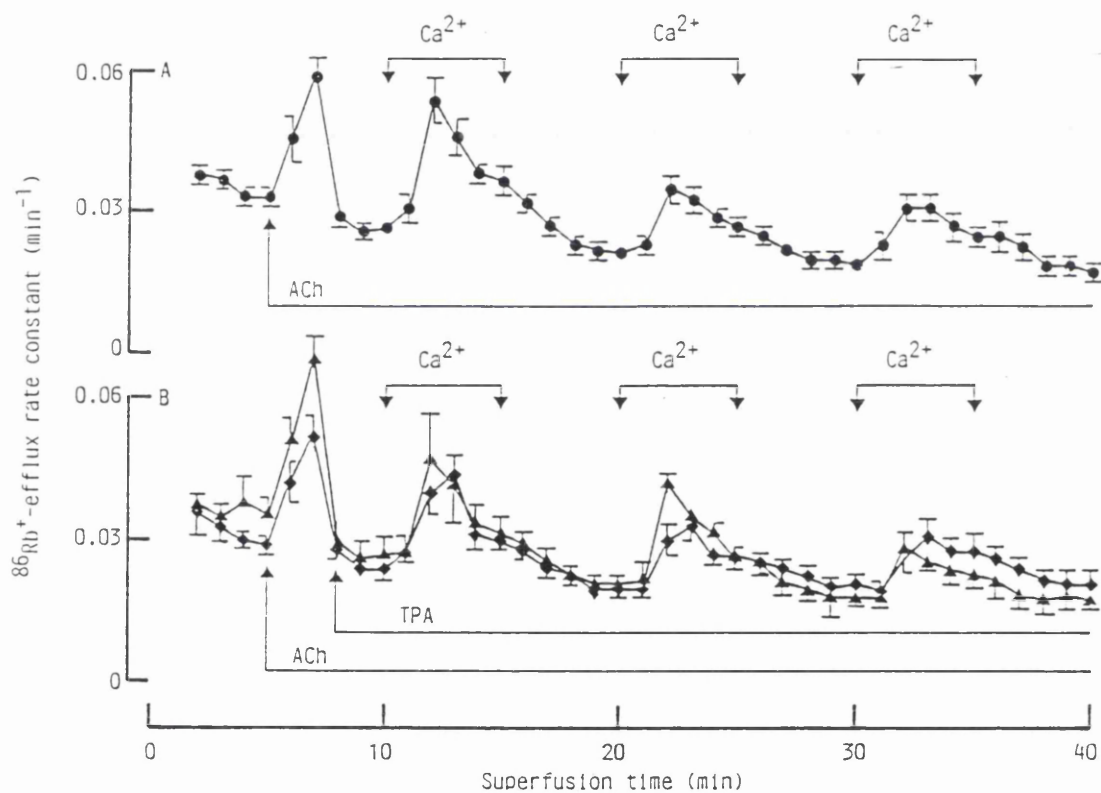 Ca²⁺ Ca²⁺ Ca²⁺
0.06 A
0.03
ACh
0
Ca²⁺ Ca²⁺ Ca²⁺
0.06 B
0.03
TPA
ACh
0
⁸⁶Rb⁺-efflux rate constant (min⁻¹)
0 10 20 30 40
Superfusion time (min)